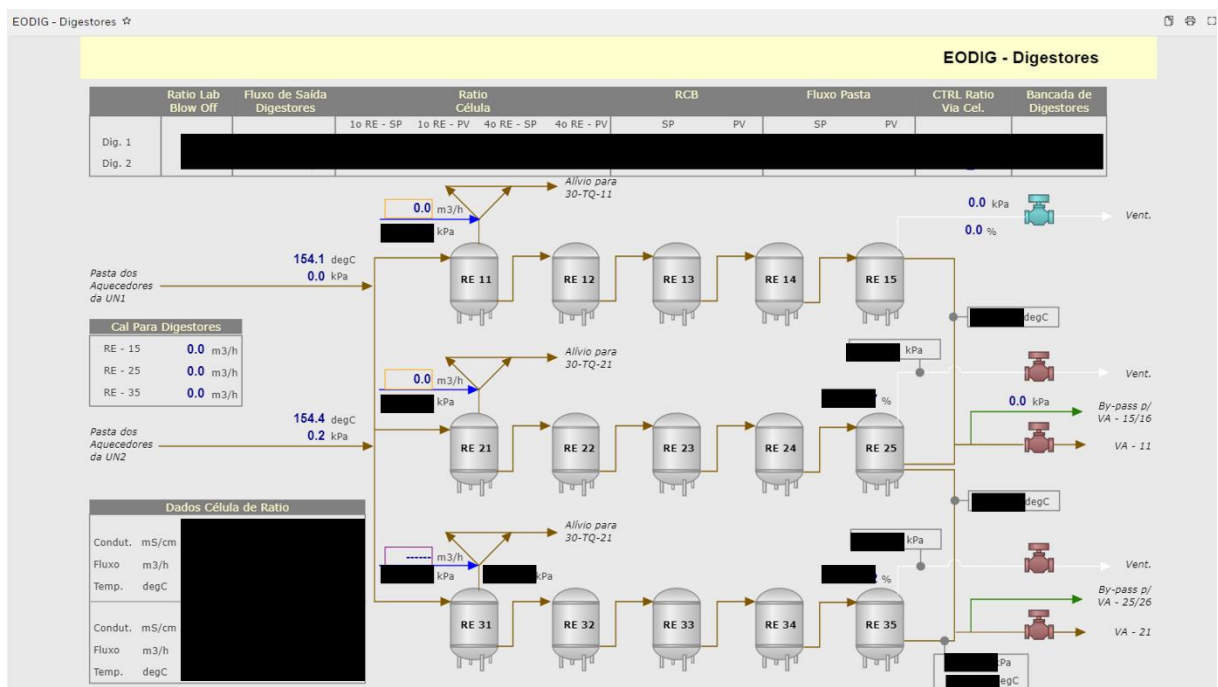 EODIG - Digestores ☆
EODIG - Digestores
Ratio Lab Blow Off
Fluxo de Saída Digestores
Ratio Célula
RCB
Fluxo Pasta
CTRL Ratio Via Cel.
Bancada de Digestores
1o RE - SP 1o RE - PV 4o RE - SP 4o RE - PV SP PV SP PV
Dig. 1
Dig. 2
Alívio para
30-TQ-11
0.0 m3/h
kPa
0.0 kPa
0.0 %
Vent.
154.1 degC
0.0 kPa
Pasta dos
Aquecedores
da UN1
RE 11 RE 12 RE 13 RE 14 RE 15
degC
Cal Para Digestores
RE - 15 0.0 m3/h
RE - 25 0.0 m3/h
RE - 35 0.0 m3/h
Alívio para
30-TQ-21
0.0 m3/h
kPa
kPa
Vent.
%
0.0 kPa
By-pass p/
VA - 15/16
VA - 11
154.4 degC
0.2 kPa
Pasta dos
Aquecedores
da UN2
RE 21 RE 22 RE 23 RE 24 RE 25
degC
Dados Célula de Ratio
Condut. mS/cm
Fluxo m3/h
Temp. degC
Condut. mS/cm
Fluxo m3/h
Temp. degC
Alívio para
30-TQ-21
------ m3/h
kPa kPa
kPa
Vent.
%
By-pass p/
VA - 25/26
VA - 21
RE 31 RE 32 RE 33 RE 34 RE 35